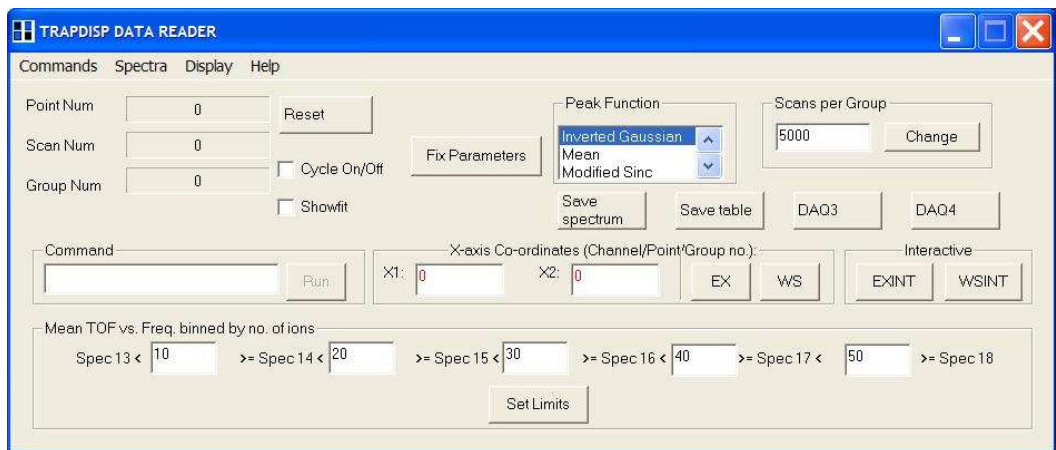 TRAPDISP DATA READER
Commands Spectra Display Help
Point Num 0 Reset
Scan Num 0
Group Num 0
Cycle On/Off
Showfit
Fix Parameters
Peak Function
Inverted Gaussian
Mean
Modified Sinc
Scans per Group
5000 Change
Save
spectrum
Save table DAQ3 DAQ4
Command
Run
X-axis Co-ordinates (Channel/Point/Group no.):
X1: 0 X2: 0 EX WS
Interactive
EXINT WSINT
Mean TOF vs. Freq. binned by no. of ions
Spec 13 < 10 >= Spec 14 < 20 >= Spec 15 < 30 >= Spec 16 < 40 >= Spec 17 < 50 >= Spec 18
Set Limits